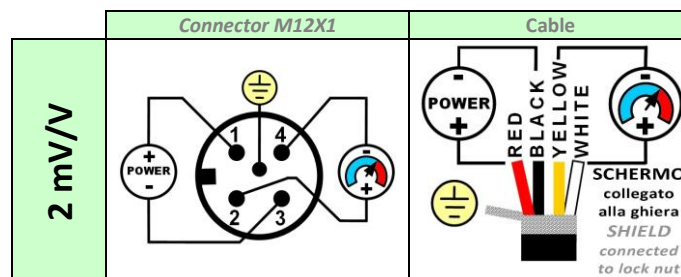 Connector M12X1
Cable
2 mV/V
+
POWER
-
1
4
2
3
-
+
-
POWER
+
RED
BLACK
YELLOW
WHITE
-
+
SCHERMO
collegato
alla ghiera
SHIELD
connected
to lock nut